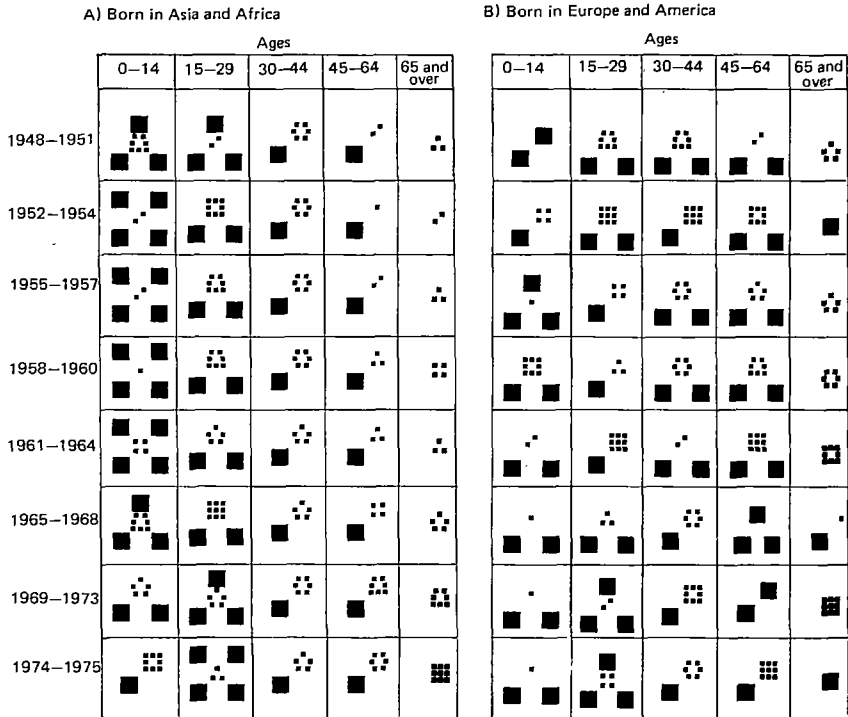 A) Born in Asia and Africa
Ages
0–14 15–29 30–44 45–64 65 and over
B) Born in Europe and America
Ages
0–14 15–29 30–44 45–64 65 and over
1948–1951
1952–1954
1955–1957
1958–1960
1961–1964
1965–1968
1969–1973
1974–1975